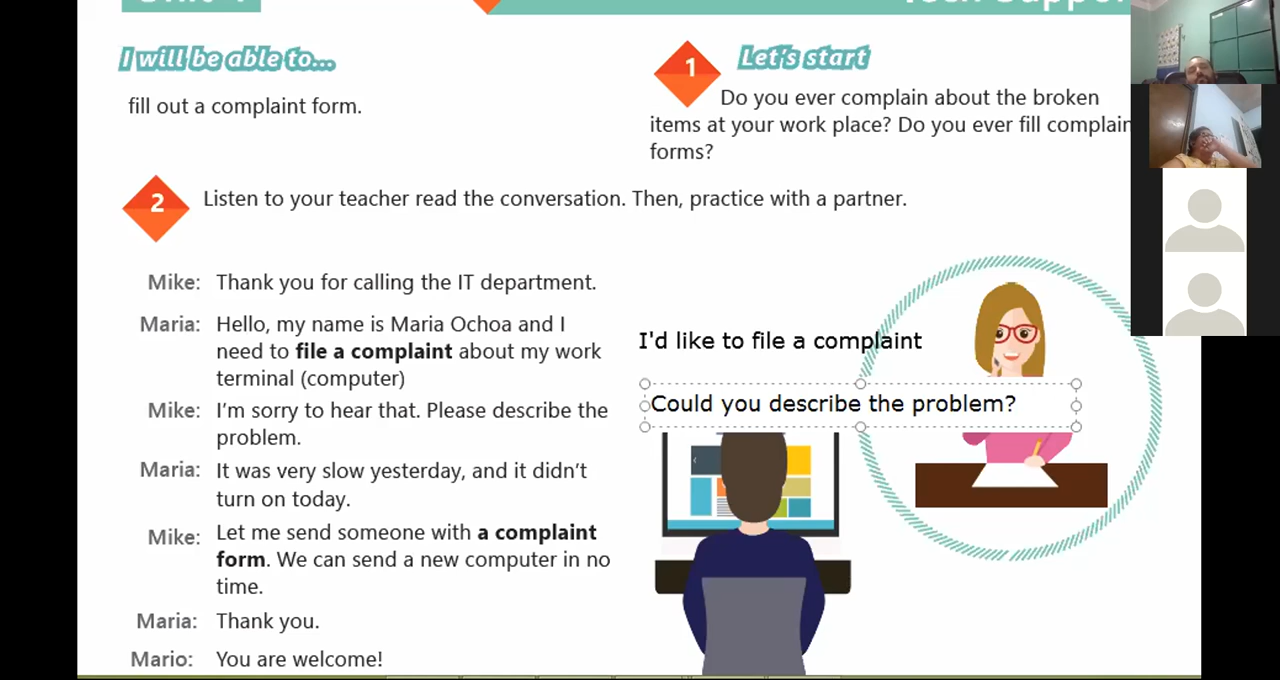 I will be able to...
fill out a complaint form.
1
Let's start
Do you ever complain about the broken
items at your work place? Do you ever fill complain
forms?
2
Listen to your teacher read the conversation. Then, practice with a partner.
Mike: Thank you for calling the IT department.
Maria: Hello, my name is Maria Ochoa and I
need to file a complaint about my work
terminal (computer)
Mike: I'm sorry to hear that. Please describe the
problem.
Maria: It was very slow yesterday, and it didn't
turn on today.
Mike: Let me send someone with a complaint
form. We can send a new computer in no
time.
Maria: Thank you.
Mario: You are welcome!
I'd like to file a complaint
Could you describe the problem?